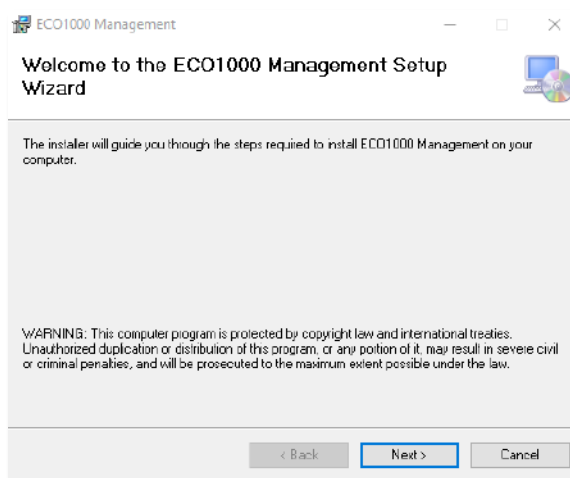 ECO1000 Management
Welcome to the ECO1000 Management Setup
Wizard
The installer will guide you through the steps required to install ECO1000 Management on your
computer.
WARNING: This computer program is protected by copyright law and international treaties.
Unauthorized duplication or distribution of this program, or any portion of it, may result in severe civil
or criminal penalties, and will be prosecuted to the maximum extent possible under the law.
< Back
Next >
Cancel